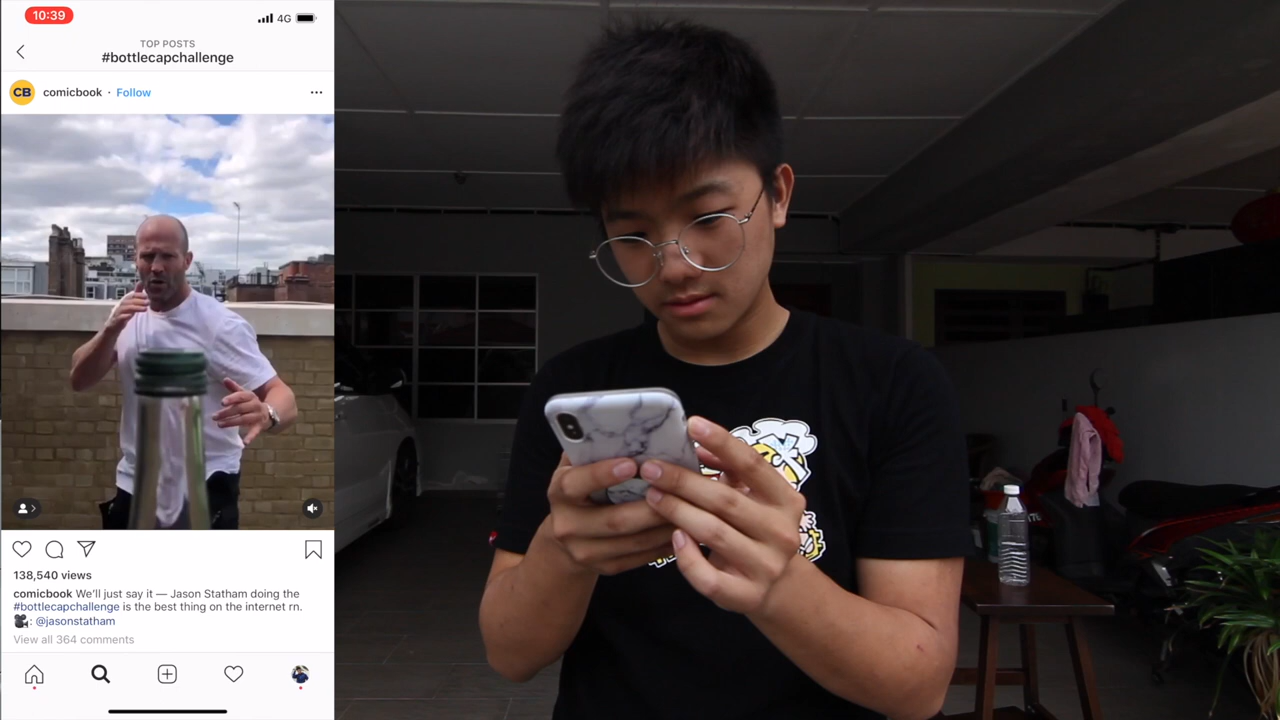 10:39
4G
TOP POSTS
#bottlecapchallenge
CB
comicbook · Follow
138,540 views
comicbook We'll just say it — Jason Statham doing the
#bottlecapchallenge is the best thing on the internet rn.
: @jasonstatham
View all 364 comments